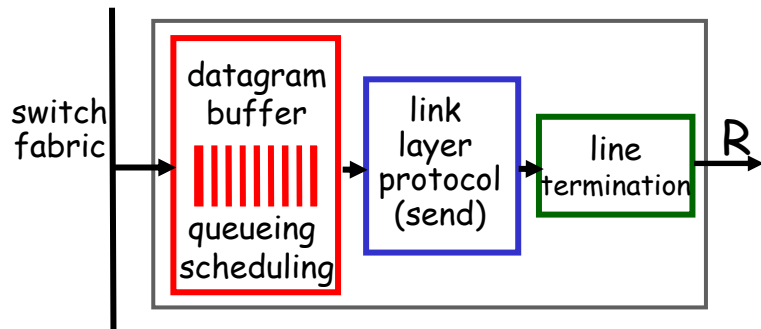 switch
fabric
datagram
buffer
queueing
scheduling
link
layer
protocol
(send)
line
termination
R